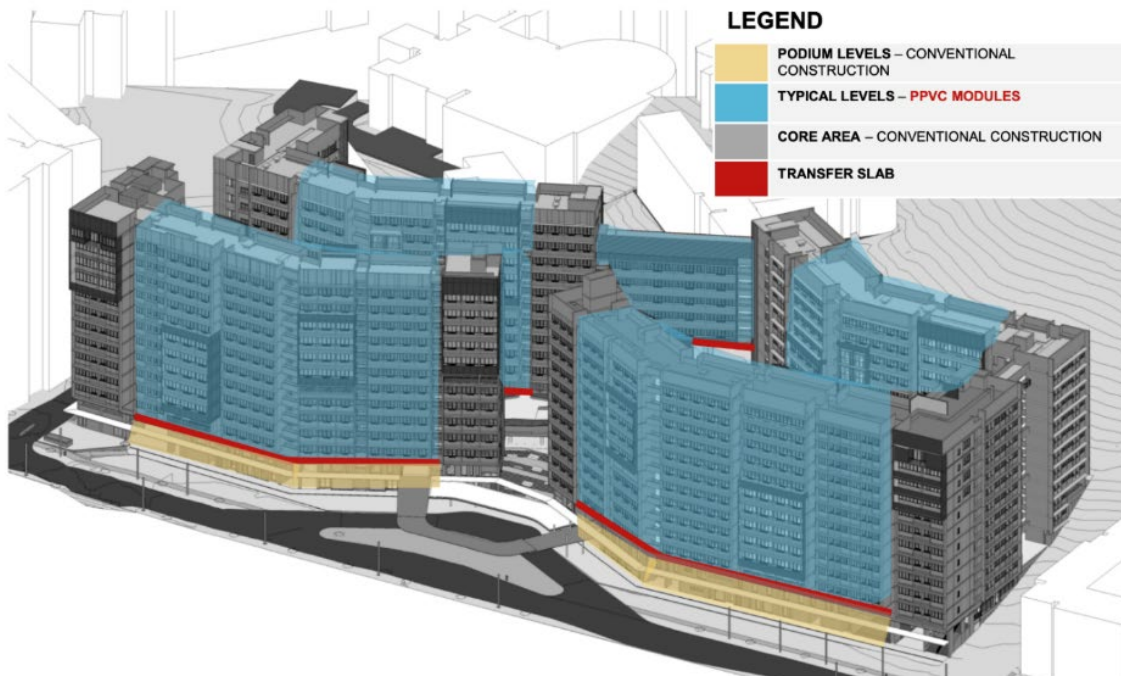 LEGEND
PODIUM LEVELS – CONVENTIONAL
CONSTRUCTION
TYPICAL LEVELS – PPVC MODULES
CORE AREA – CONVENTIONAL CONSTRUCTION
TRANSFER SLAB